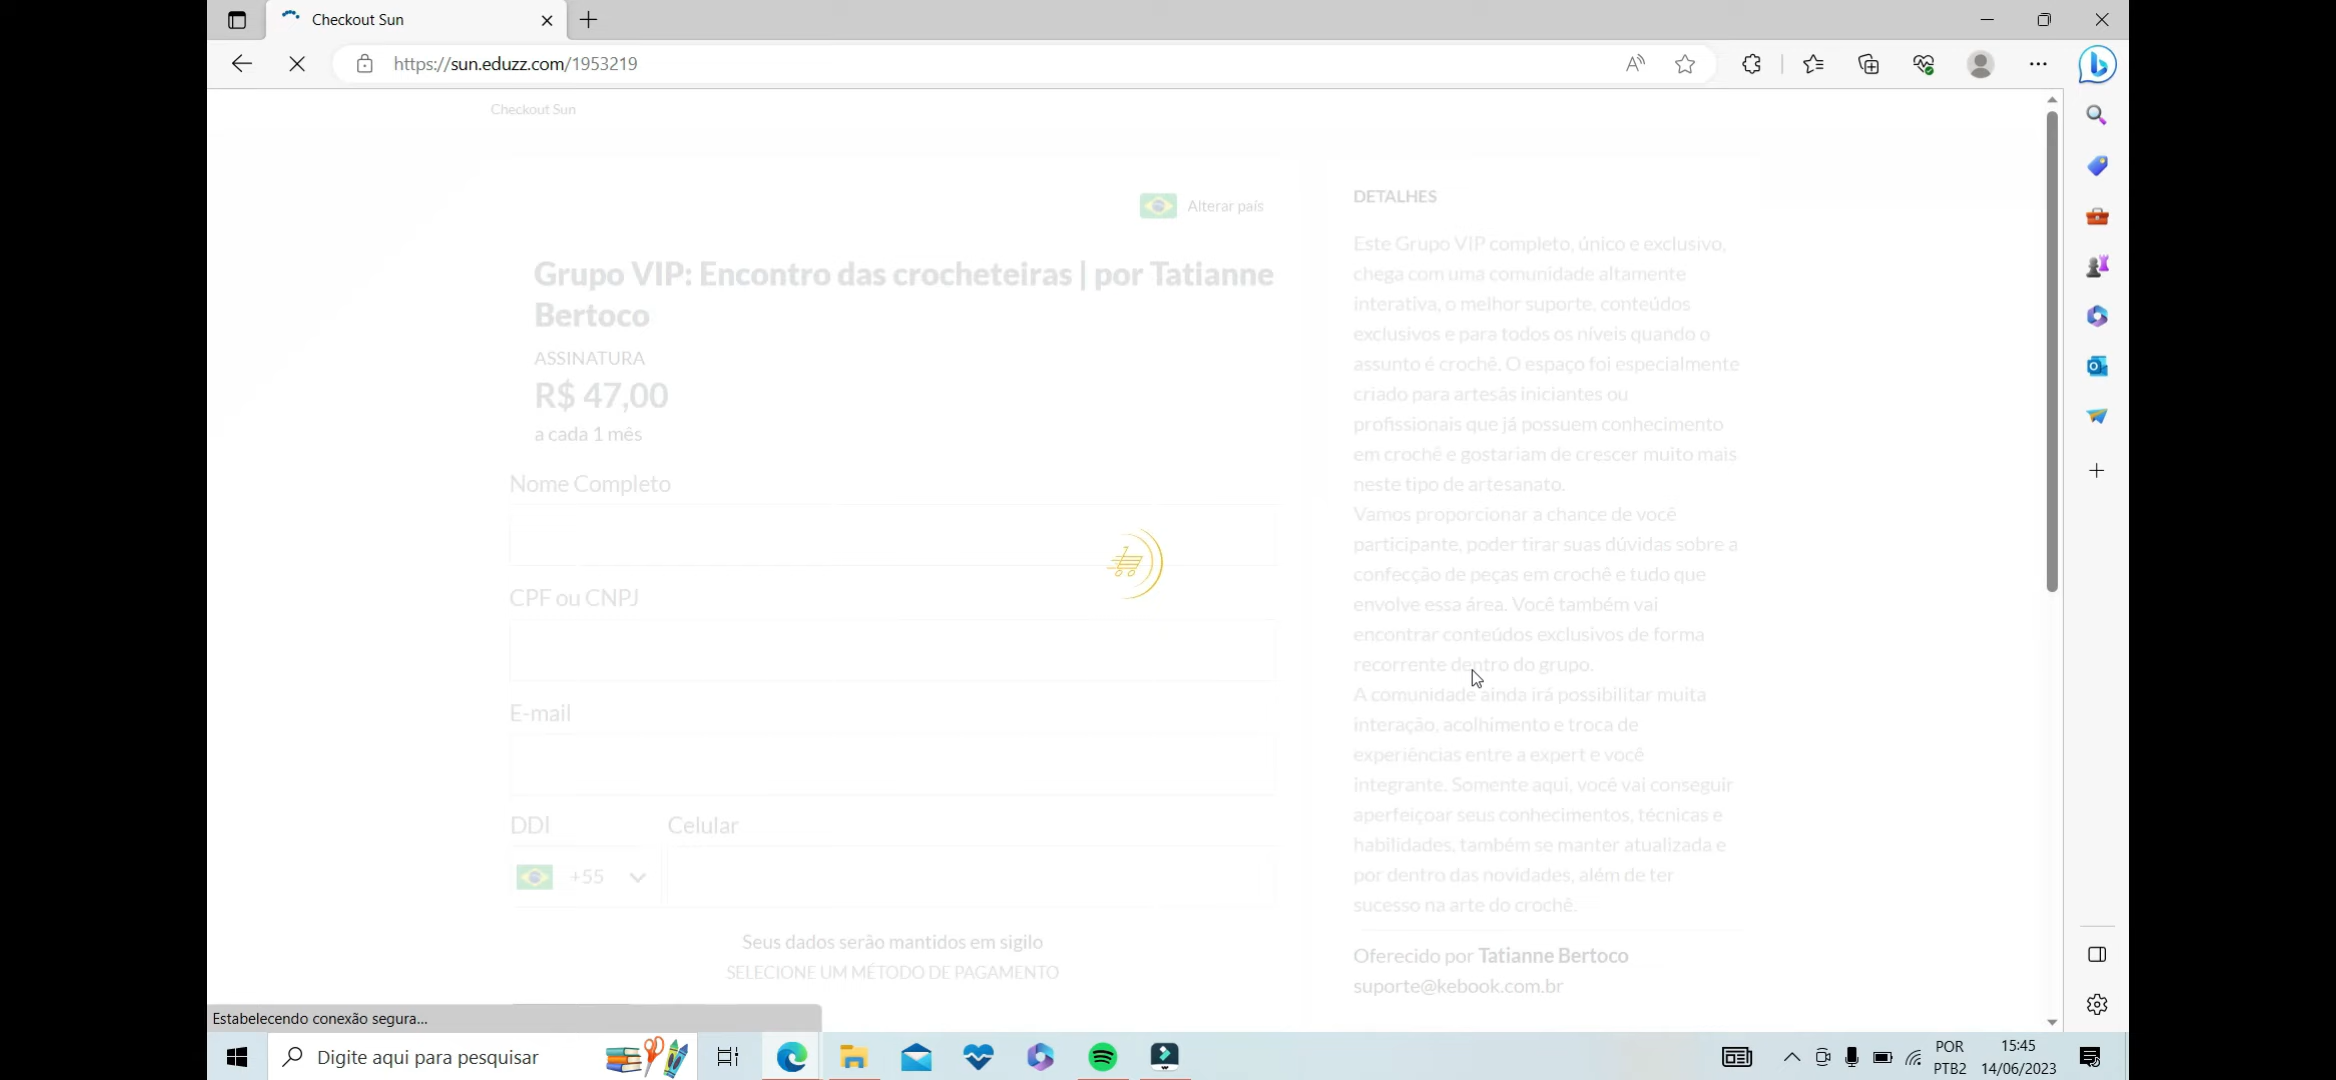 Checkout Sun
https://sun.eduzz.com/1953219
Checkout Sun
Alterar país
Grupo VIP: Encontro das crocheteiras | por Tatianne
Bertoco
ASSINATURA
R$ 47,00
a cada 1 mês
Nome Completo
CPF ou CNPJ
E-mail
DDI
Celular
+55
Seus dados serão mantidos em sigilo
SELECIONE UM MÉTODO DE PAGAMENTO
DETALHES
Este Grupo VIP completo, único e exclusivo,
chega com uma comunidade altamente
interativa, o melhor suporte, conteúdos
exclusivos e para todos os níveis quando o
assunto é crochê. O espaço foi especialmente
criado para artesãs iniciantes ou
profissionais que já possuem conhecimento
em crochê e gostariam de crescer muito mais
neste tipo de artesanato.
Vamos proporcionar a chance de você
participante, poder tirar suas dúvidas sobre a
confecção de peças em crochê e tudo que
envolve essa área. Você também vai
encontrar conteúdos exclusivos de forma
recorrente dentro do grupo.
A comunidade ainda irá possibilitar muita
interação, acolhimento e troca de
experiências entre a expert e você
integrante. Somente aqui, você vai conseguir
aperfeiçoar seus conhecimentos, técnicas e
habilidades, também se manter atualizada e
por dentro das novidades, além de ter
sucesso na arte do crochê.
Oferecido por Tatianne Bertoco
suporte@kebook.com.br
Estabelecendo conexão segura...
Digite aqui para pesquisar
POR
PTB2
15:45
14/06/2023